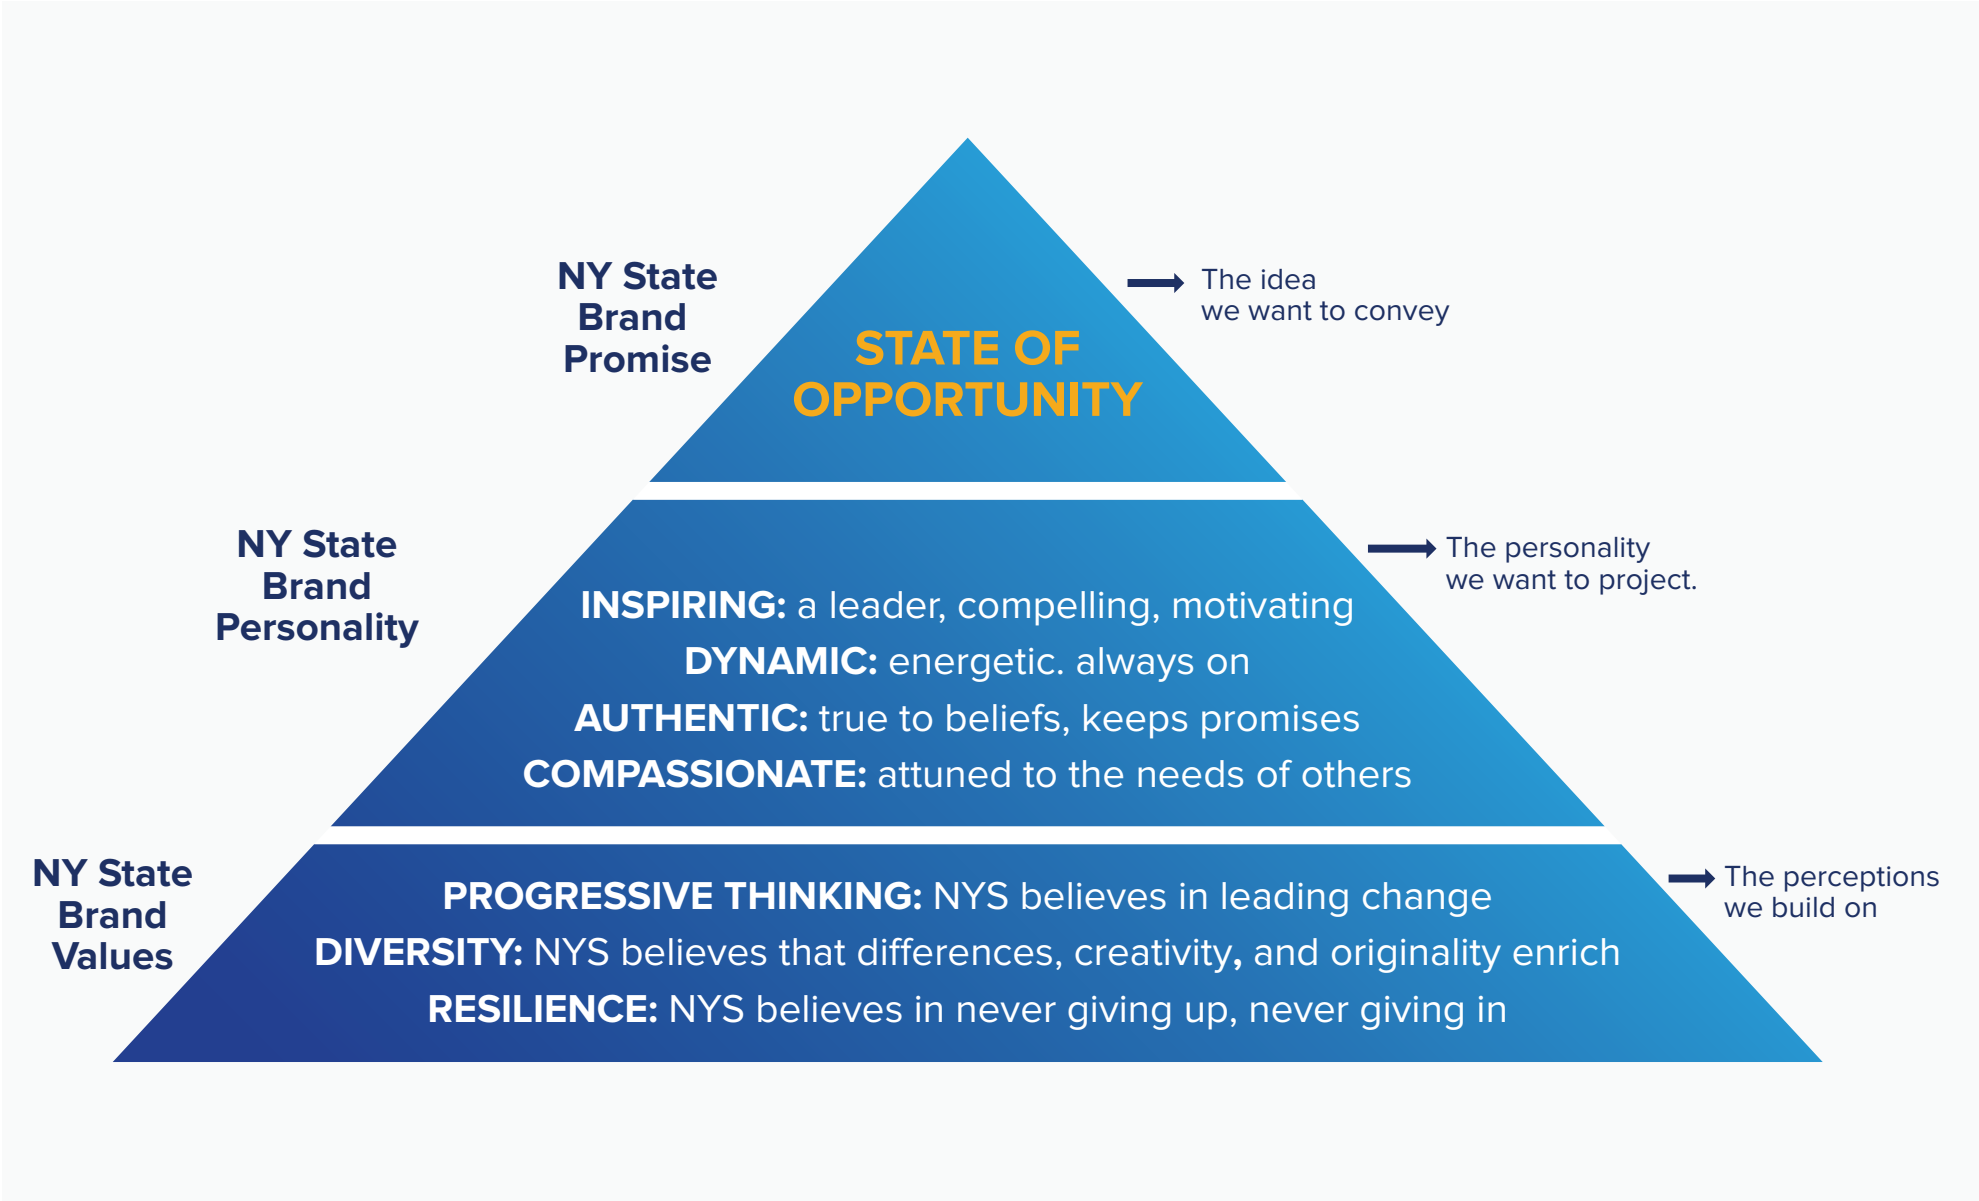 NY State
Brand
Promise
STATE OF
OPPORTUNITY
The idea
we want to convey
NY State
Brand
Personality
INSPIRING: a leader, compelling, motivating
DYNAMIC: energetic. always on
AUTHENTIC: true to beliefs, keeps promises
COMPASSIONATE: attuned to the needs of others
The personality
we want to project.
NY State
Brand
Values
PROGRESSIVE THINKING: NYS believes in leading change
DIVERSITY: NYS believes that differences, creativity, and originality enrich
RESILIENCE: NYS believes in never giving up, never giving in
The perceptions
we build on